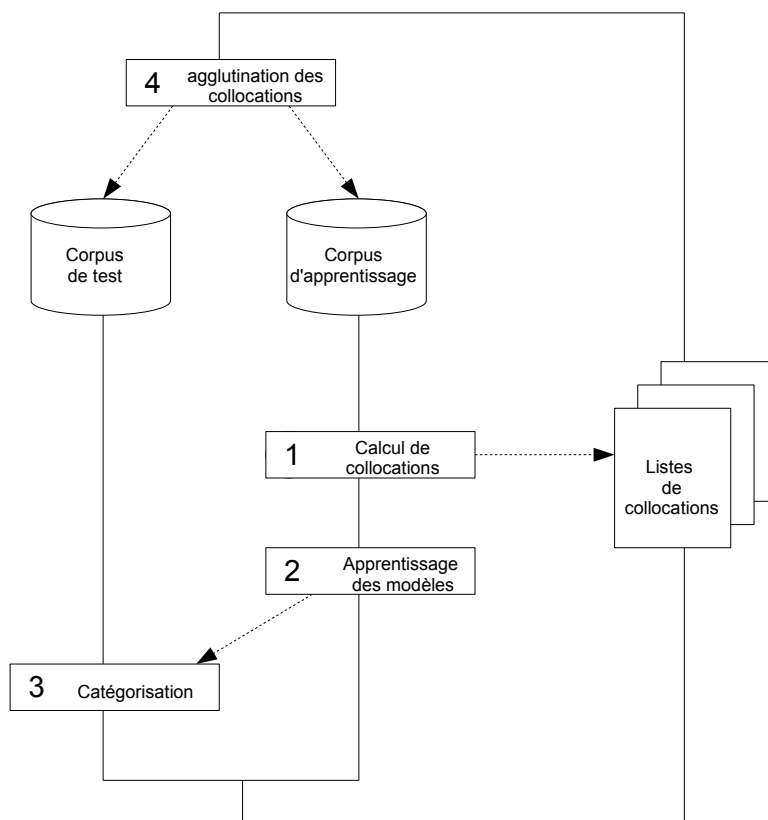 4 agglutination des
collocations
Corpus
de test
Corpus
d'apprentissage
1 Calcul de
collocations
Listes
de
collocations
2 Apprentissage
des modèles
3 Catégorisation